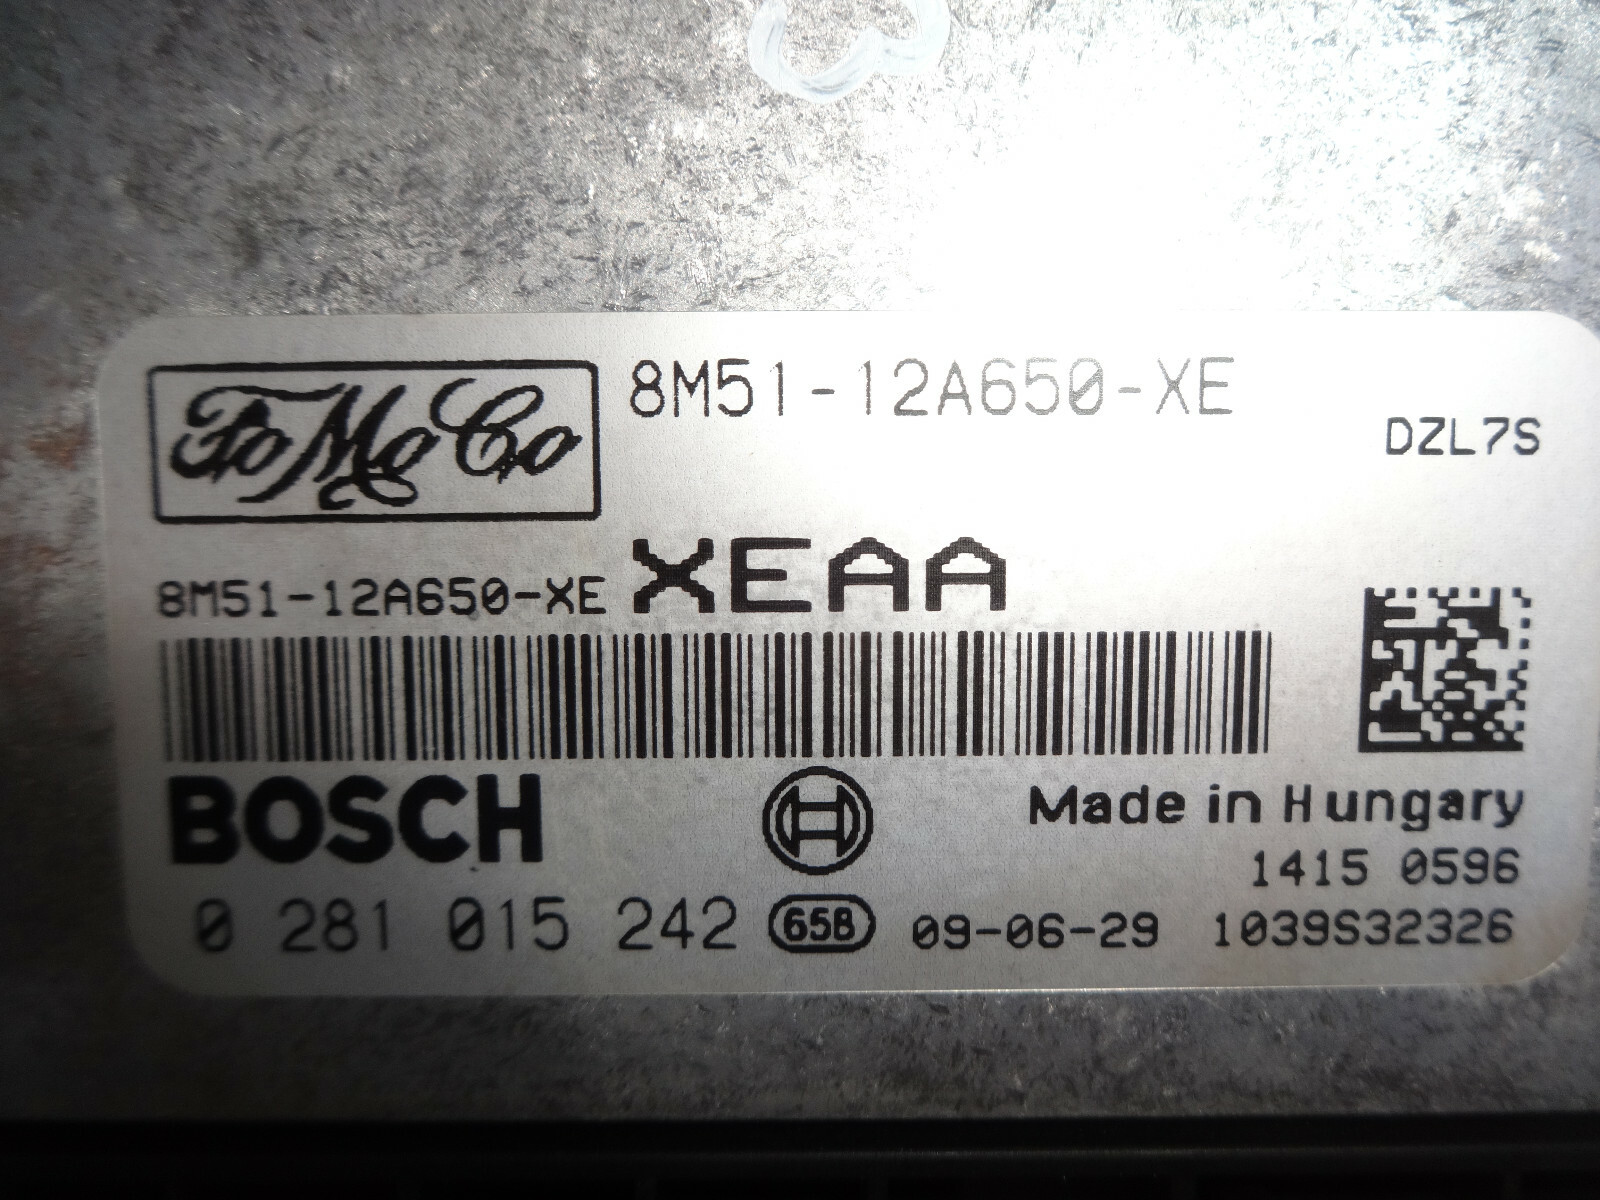 FoMoCo 8M51-12A650-XE
DZL7S
8M51-12A650-XE XEAA
BOSCH
Made in Hungary
1415 0596
0 281 015 242 658 09-06-29 1039S32326